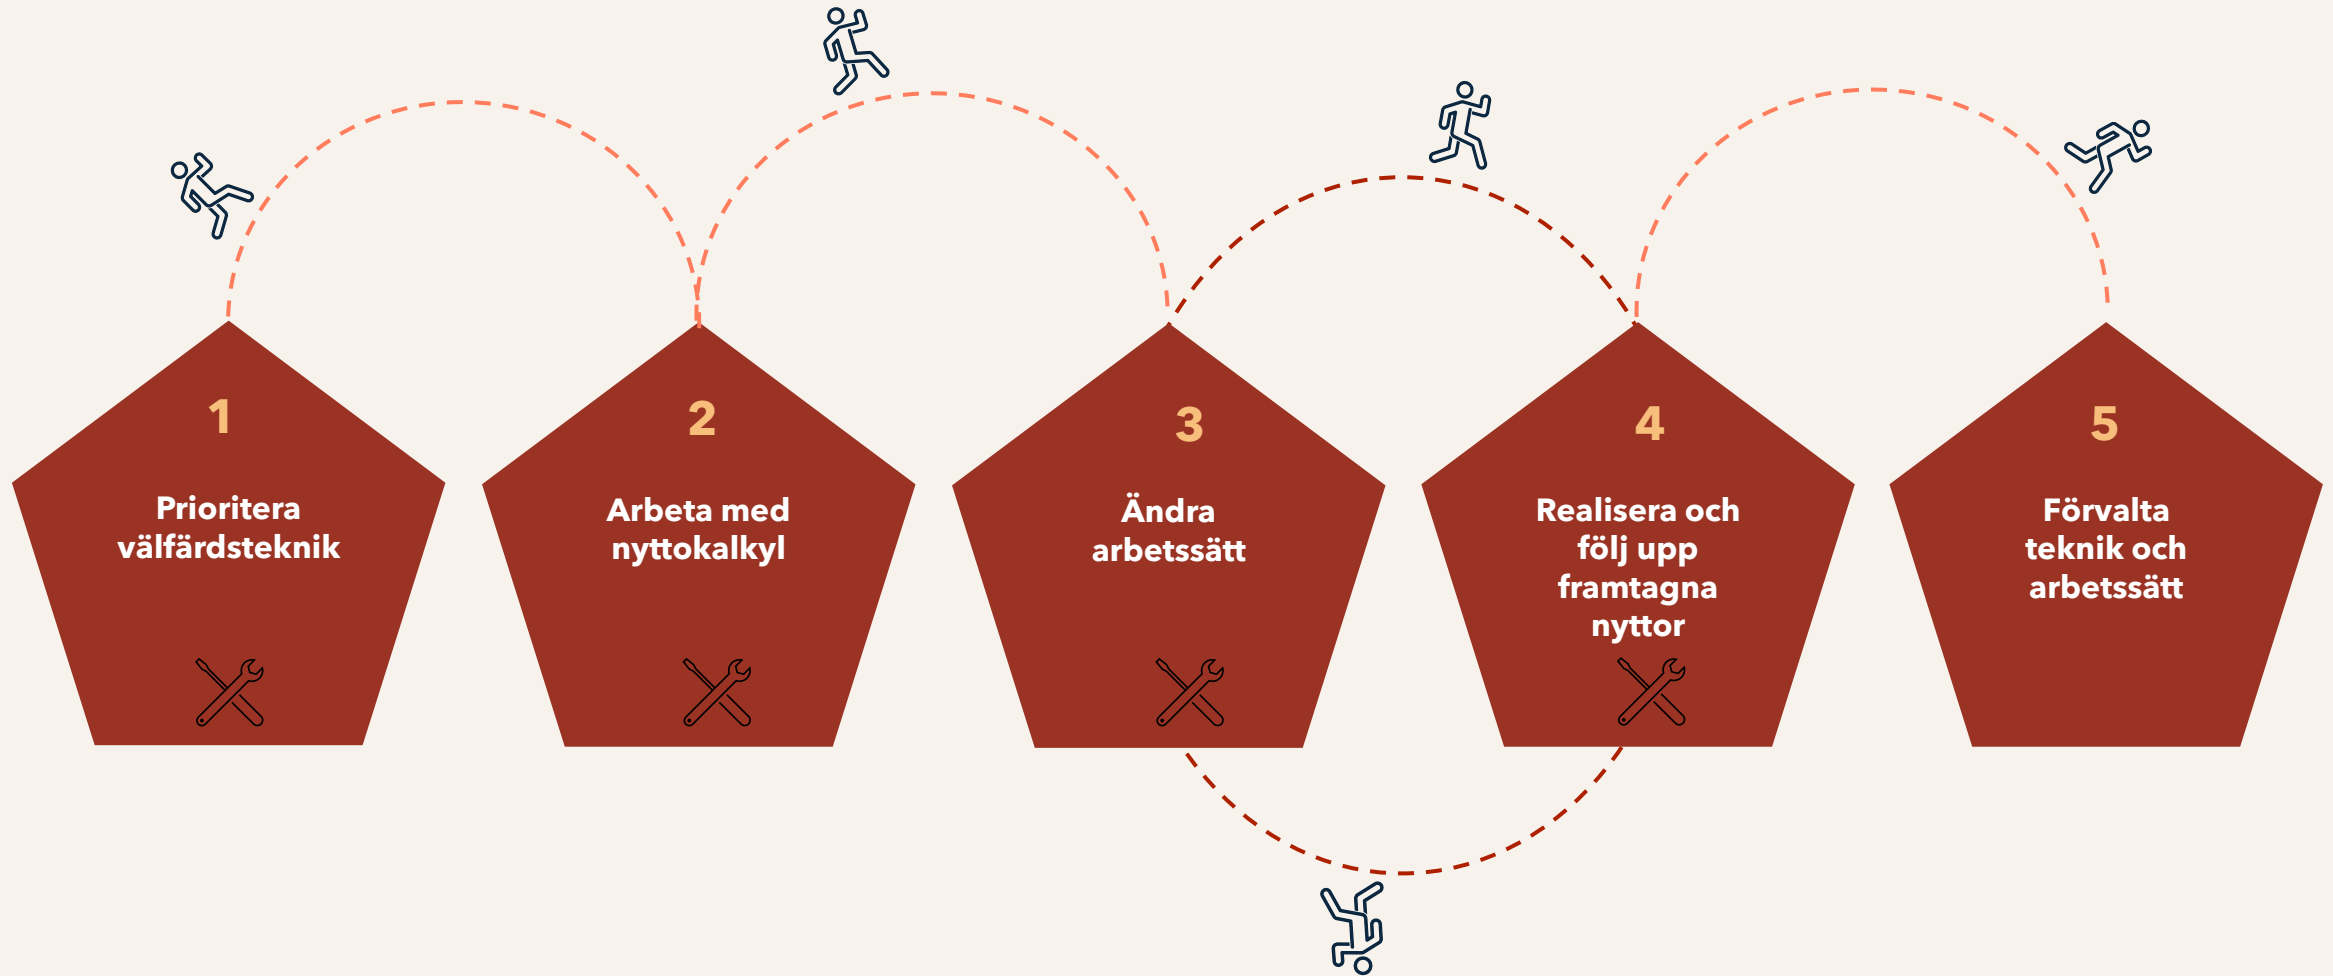 1
Prioritera
välfärdsteknik
2
Arbeta med
nyttokalkyl
3
Ändra
arbetssätt
4
Realisera och
följ upp
framtagna
nyttor
5
Förvalta
teknik och
arbetssätt